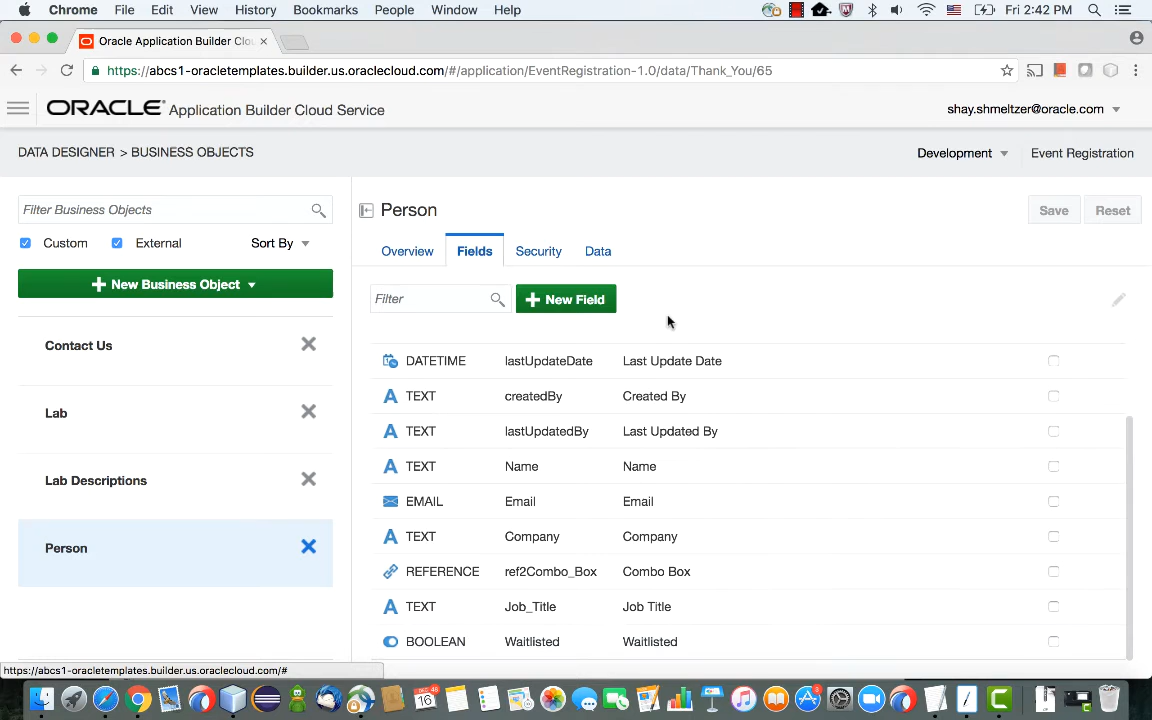 Chrome File Edit View History Bookmarks People Window Help Fri 2:42 PM
Oracle Application Builder Clou
https://abcs1-oracletemplates.builder.us.oraclecloud.com/#/application/EventRegistration-1.0/data/Thank_You/65
ORACLE Application Builder Cloud Service shay.shmeltzer@oracle.com
DATA DESIGNER > BUSINESS OBJECTS Development Event Registration
Filter Business Objects
Custom External Sort By
New Business Object
Contact Us
Lab
Lab Descriptions
Person
Person
Save Reset
Overview Fields Security Data
Filter New Field
DATETIME lastUpdateDate Last Update Date
A TEXT createdBy Created By
A TEXT lastUpdatedBy Last Updated By
A TEXT Name Name
EMAIL Email Email
A TEXT Company Company
REFERENCE ref2Combo_Box Combo Box
A TEXT Job_Title Job Title
BOOLEAN Waitlisted Waitlisted
https://abcs1-oracletemplates.builder.us.oraclecloud.com/#